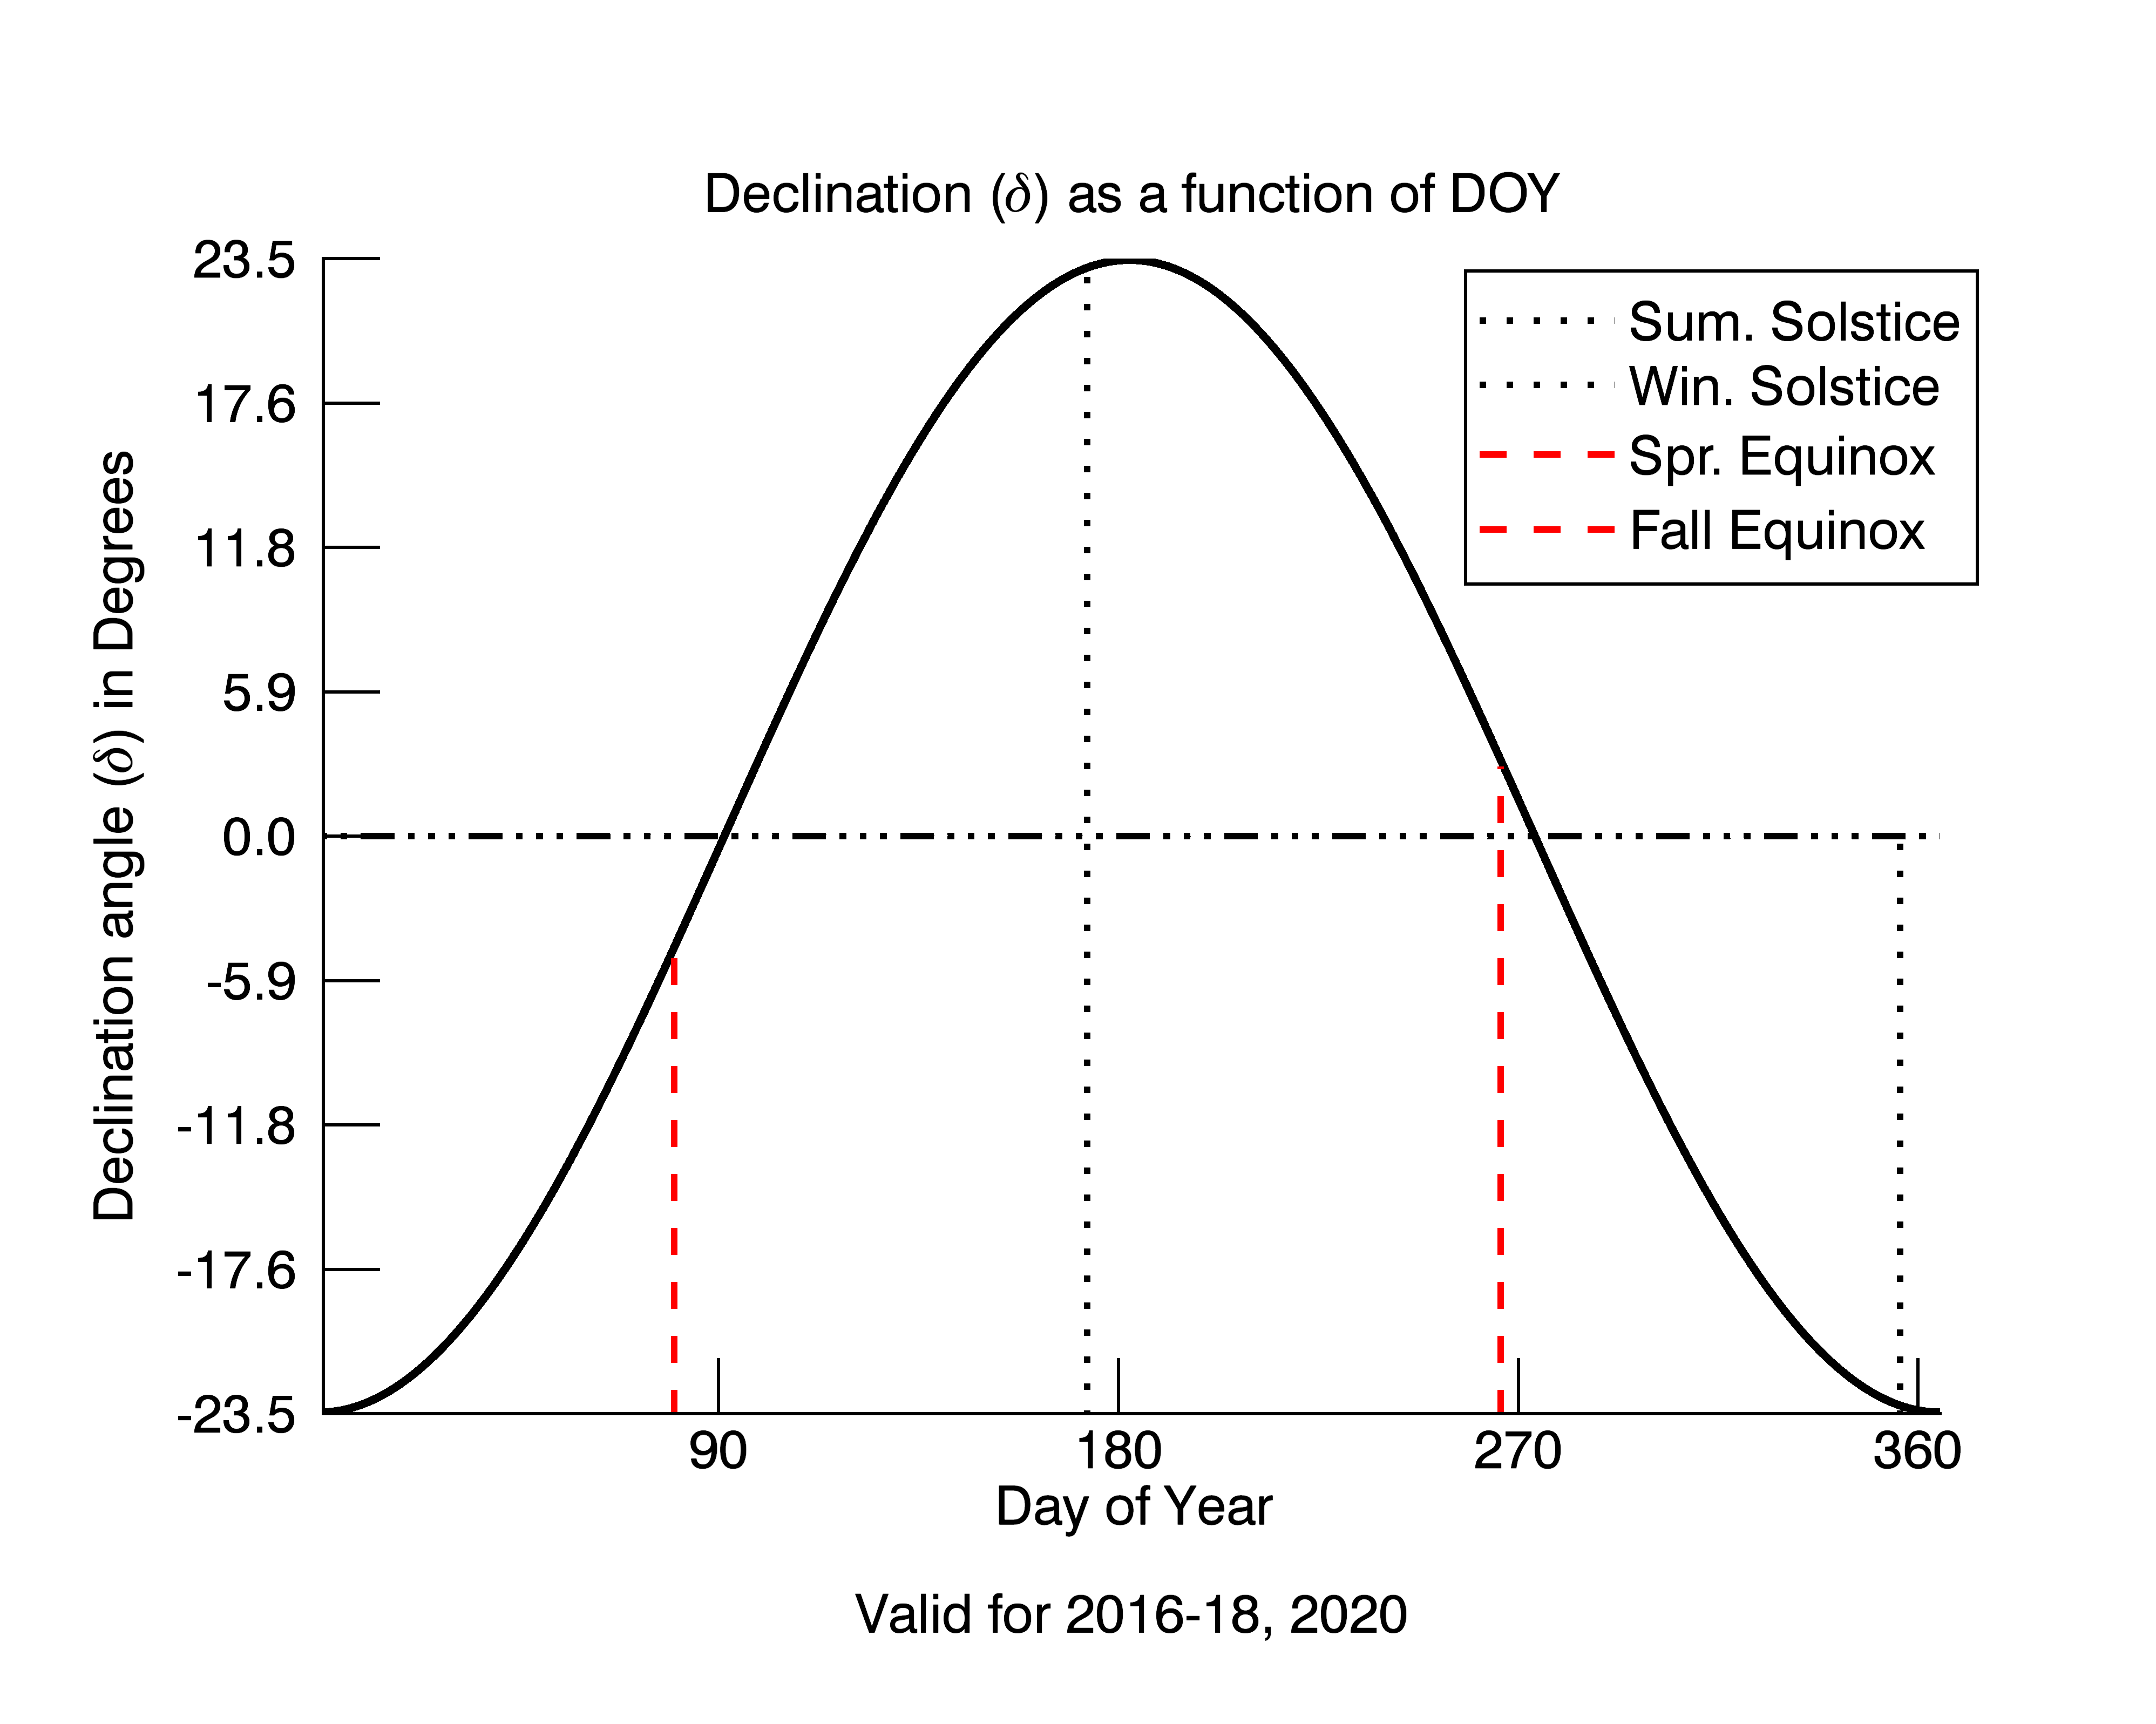 Declination (δ) as a function of DOY
23.5
17.6
11.8
5.9
0.0
-5.9
-11.8
-17.6
-23.5
Declination angle (δ) in Degrees
Sum. Solstice
Win. Solstice
Spr. Equinox
Fall Equinox
90 180 270 360
Day of Year
Valid for 2016-18, 2020